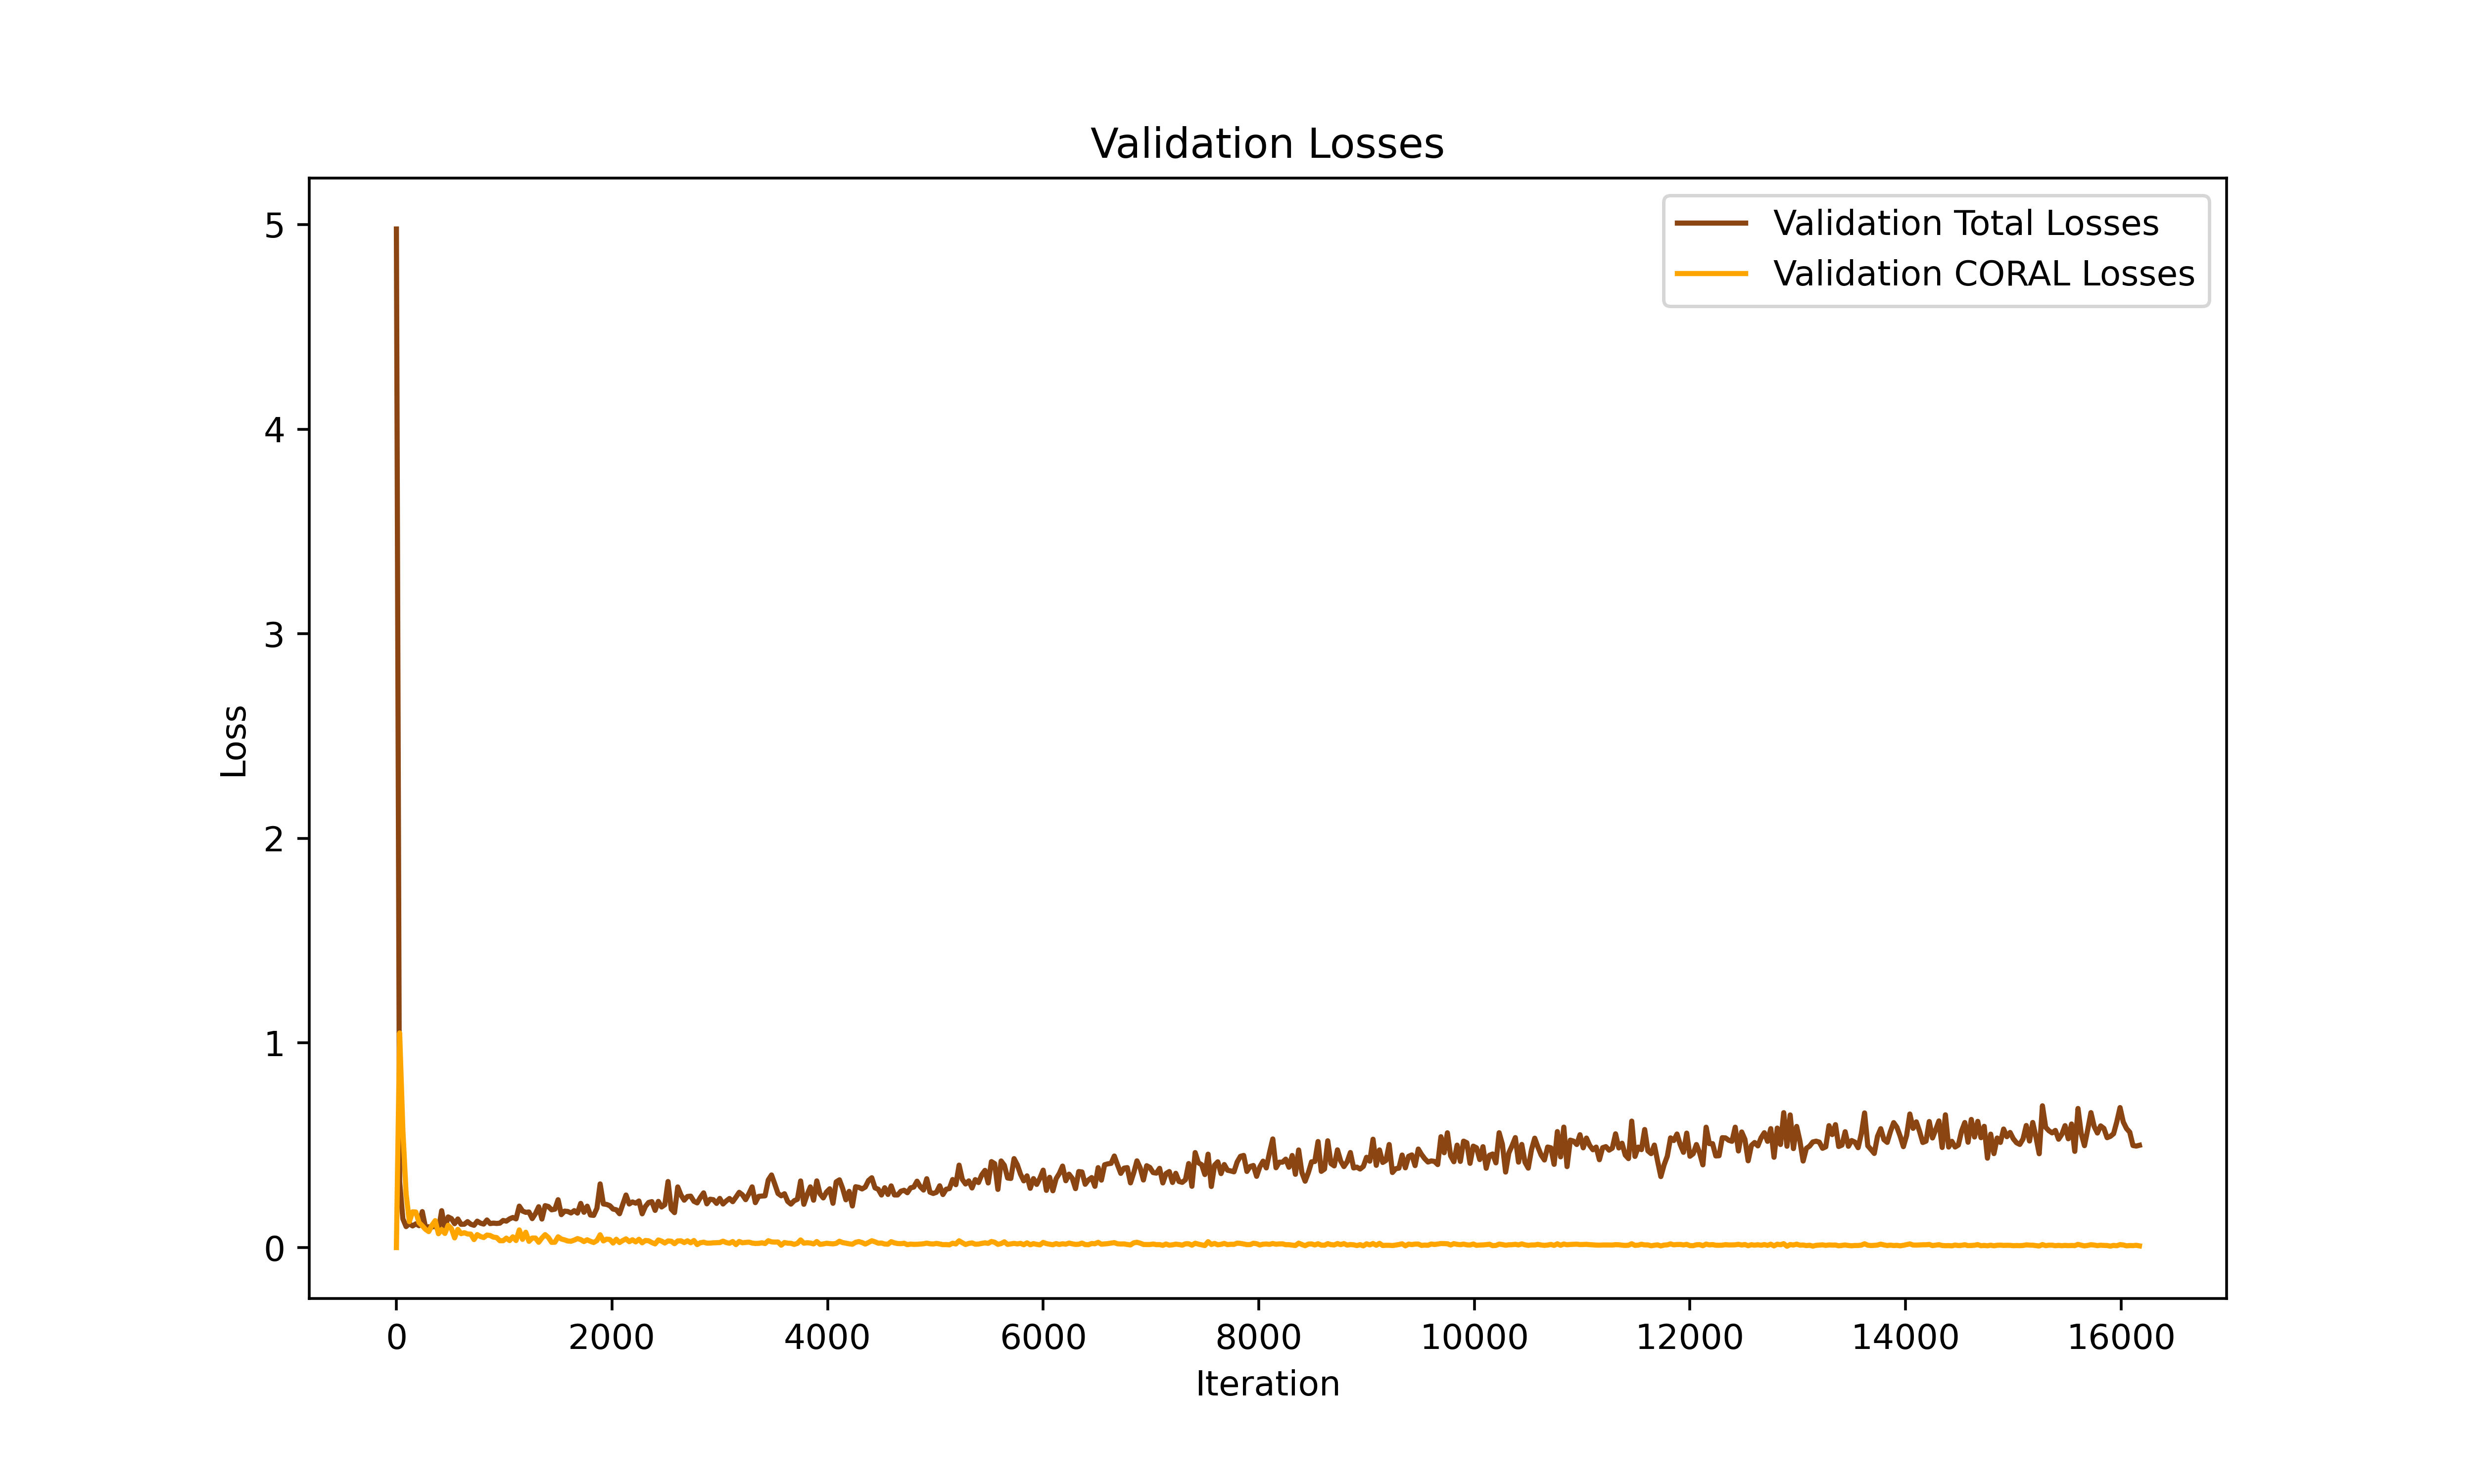 Validation Losses
Validation Total Losses
Validation CORAL Losses
5
4
3
2
1
0
Loss
0 2000 4000 6000 8000 10000 12000 14000 16000
Iteration